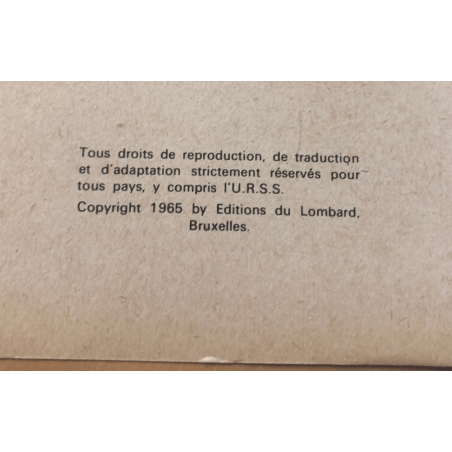 Tous droits de reproduction, de traduction
et d'adaptation strictement réservés pour
tous pays, y compris l'U.R.S.S.
Copyright 1965 by Editions du Lombard,
Bruxelles.